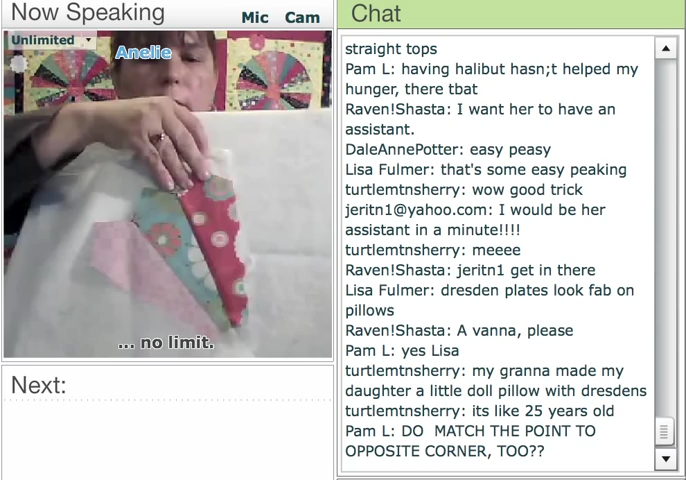 Now Speaking
Mic Cam
Unlimited
Anelie
... no limit.
Next:
Chat
straight tops
Pam L: having halibut hasn;t helped my
hunger, there tbat
Raven!Shasta: I want her to have an
assistant.
DaleAnnePotter: easy peasy
Lisa Fulmer: that's some easy peaking
turtlemtnsherry: wow good trick
jeritn1@yahoo.com: I would be her
assistant in a minute!!!!
turtlemtnsherry: meeee
Raven!Shasta: jeritn1 get in there
Lisa Fulmer: dresden plates look fab on
pillows
Raven!Shasta: A vanna, please
Pam L: yes Lisa
turtlemtnsherry: my granna made my
daughter a little doll pillow with dresdens
turtlemtnsherry: its like 25 years old
Pam L: DO  MATCH THE POINT TO
OPPOSITE CORNER, TOO??